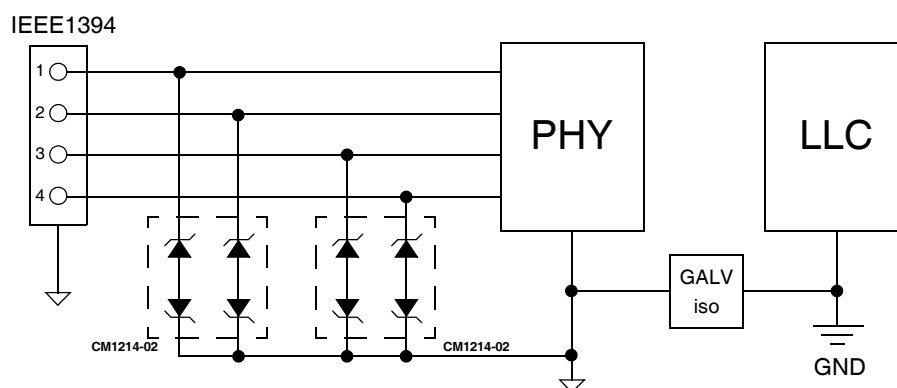 IEEE1394
1
2
3
4
PHY
LLC
GALV
iso
CM1214-02
CM1214-02
GND